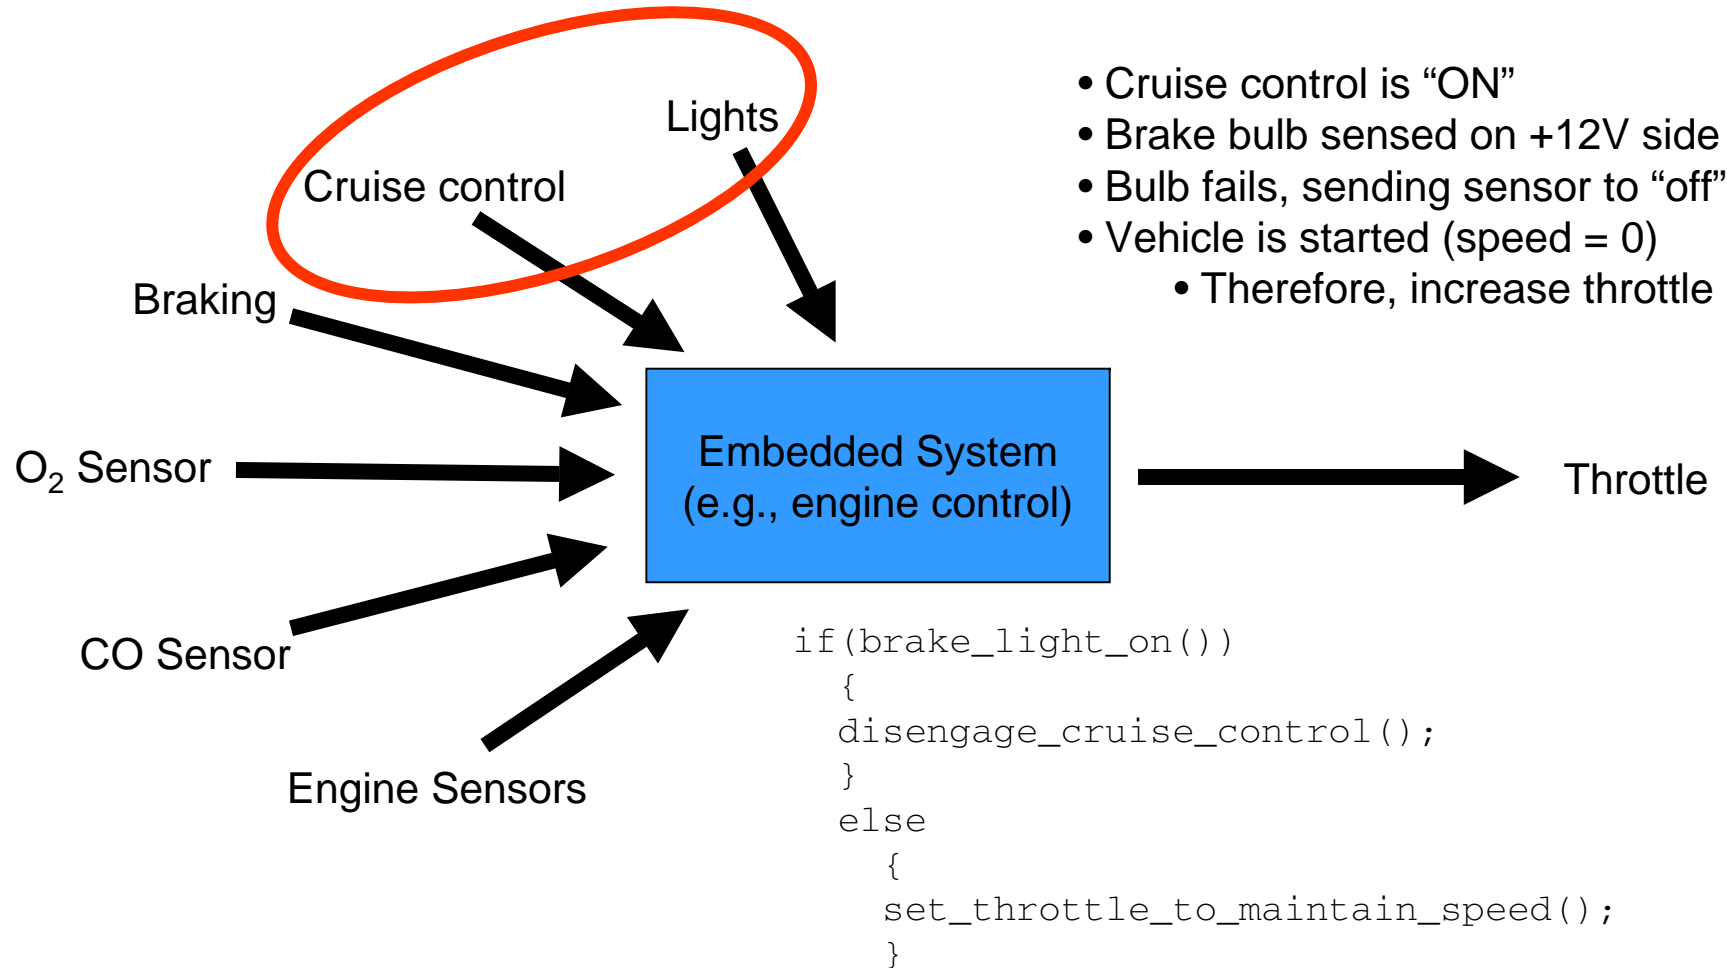 • Cruise control is “ON”
• Brake bulb sensed on +12V side
• Bulb fails, sending sensor to “off”
• Vehicle is started (speed = 0)
• Therefore, increase throttle
Lights
Cruise control
Braking
O₂ Sensor
CO Sensor
Engine Sensors
Embedded System
(e.g., engine control)
Throttle
if(brake_light_on())
{
disengage_cruise_control();
}
else
{
set_throttle_to_maintain_speed();
}